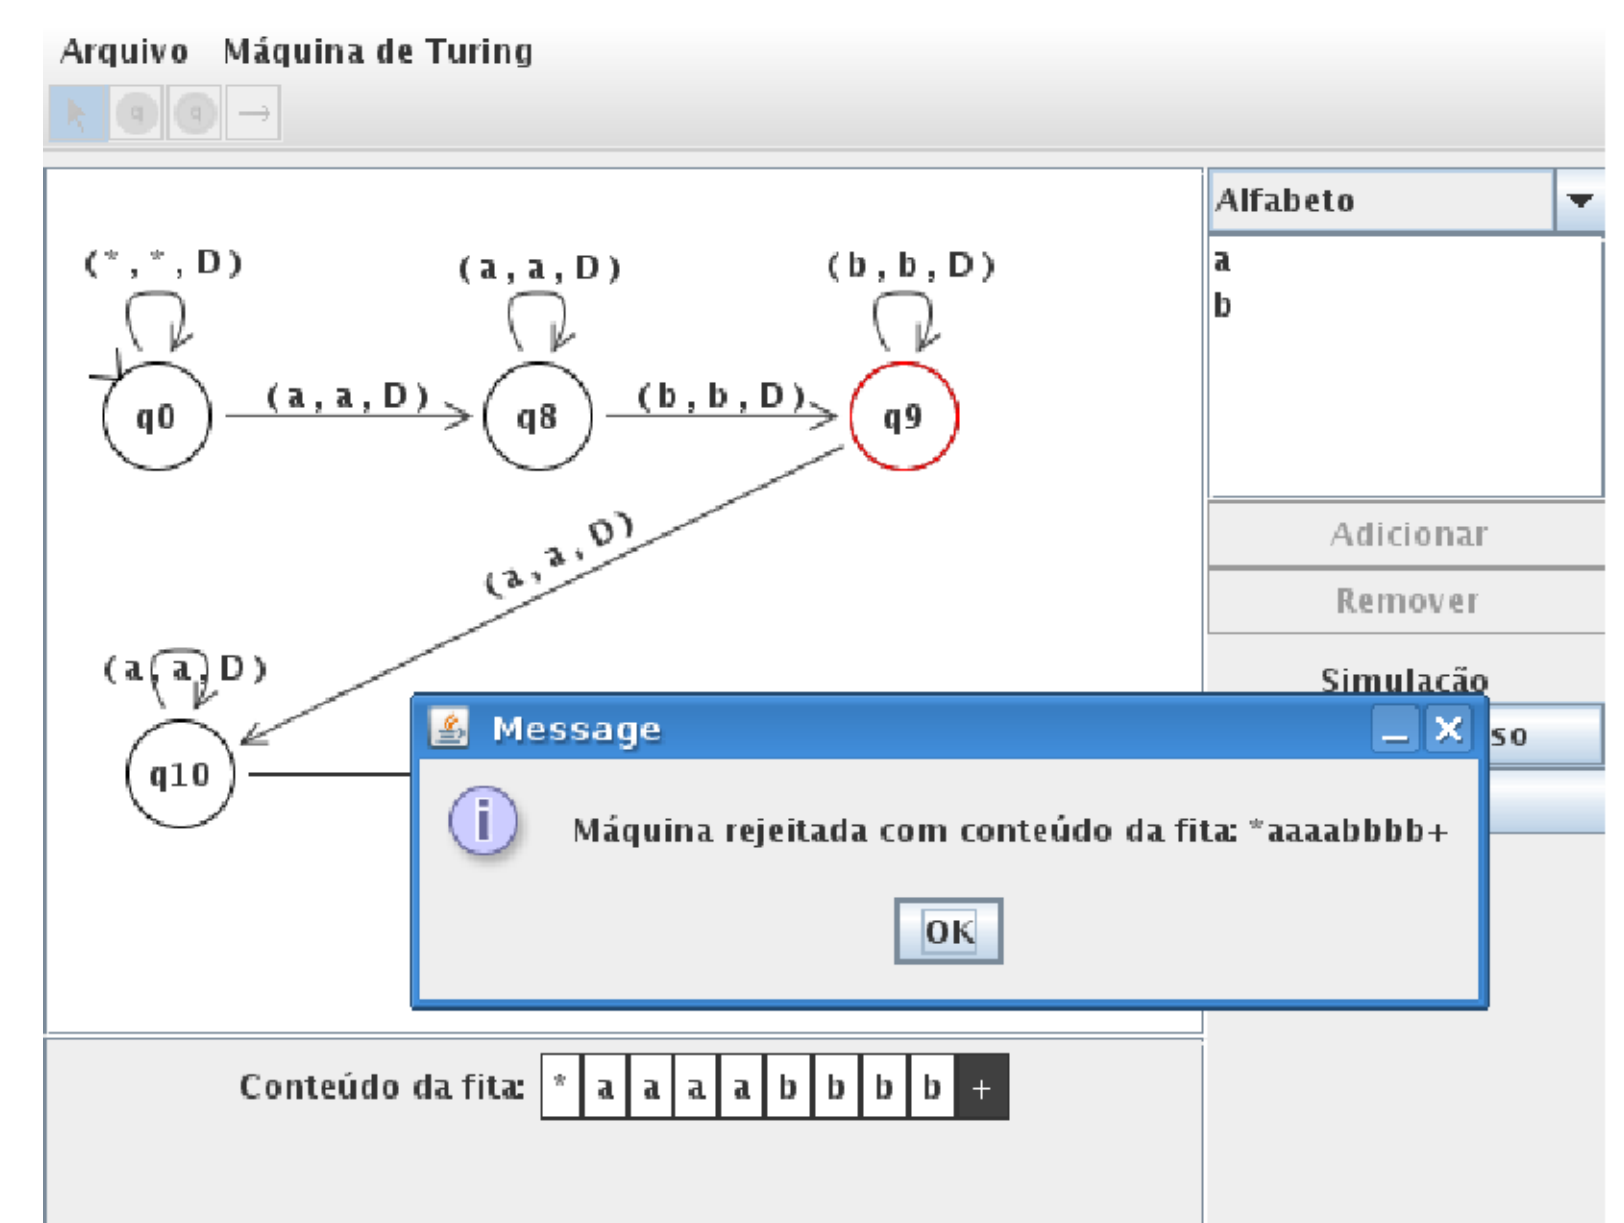 Arquivo Máquina de Turing
q q
Alfabeto
a
b
(*,*,D) (a,a,D) (b,b,D)
q0 (a,a,D) q8 (b,b,D) q9
(a,a,D)
(a,a,D)
q10
Adicionar
Remover
Simulação
so
Message
Máquina rejeitada com conteúdo da fita: *aaaabbbb+
OK
Conteúdo da fita: * a a a a b b b b +